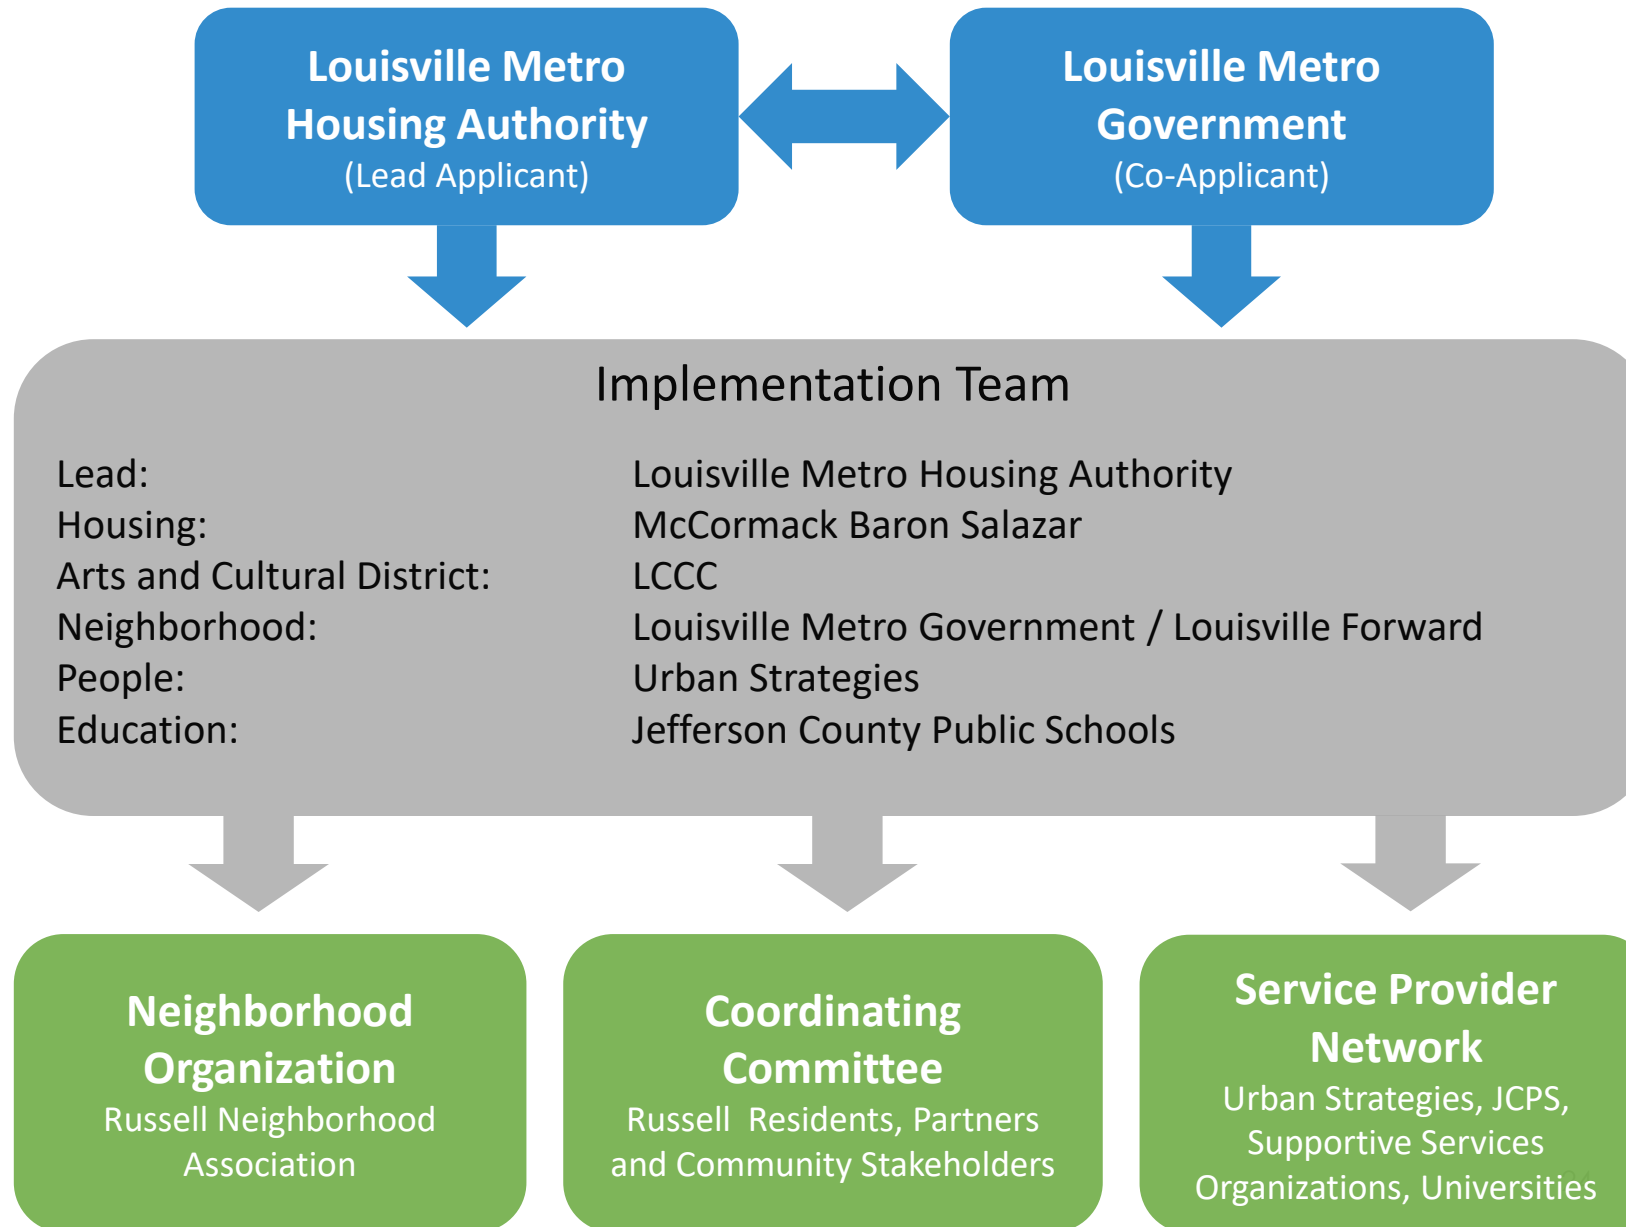 Louisville Metro
Housing Authority
(Lead Applicant)
Louisville Metro
Government
(Co-Applicant)
Implementation Team
Lead: Louisville Metro Housing Authority
Housing: McCormack Baron Salazar
Arts and Cultural District: LCCC
Neighborhood: Louisville Metro Government / Louisville Forward
People: Urban Strategies
Education: Jefferson County Public Schools
Neighborhood
Organization
Russell Neighborhood
Association
Coordinating
Committee
Russell Residents, Partners
and Community Stakeholders
Service Provider
Network
Urban Strategies, JCPS,
Supportive Services
Organizations, Universities